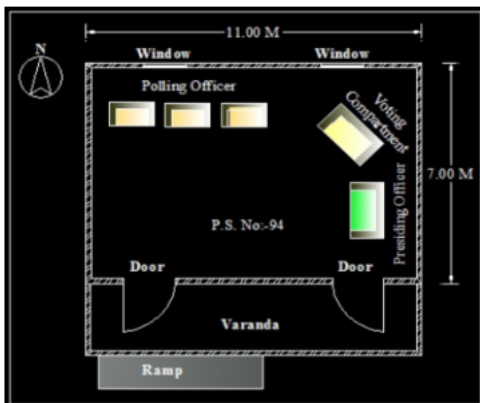 11.00 M
N
Window
Window
Polling Officer
Voting
Compartment
7.00 M
Presiding Officer
P.S. No:-94
Door
Door
Varanda
Ramp